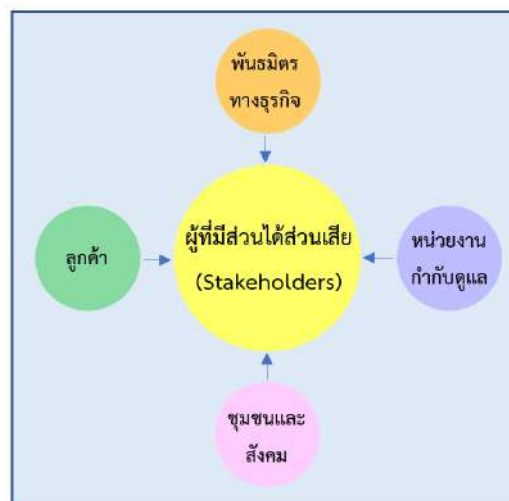 พันธมิตร
ทางธุรกิจ
ผู้ที่มีส่วนได้ส่วนเสีย
(Stakeholders)
ลูกค้า
หน่วยงาน
กำกับดูแล
ชุมชนและ
สังคม